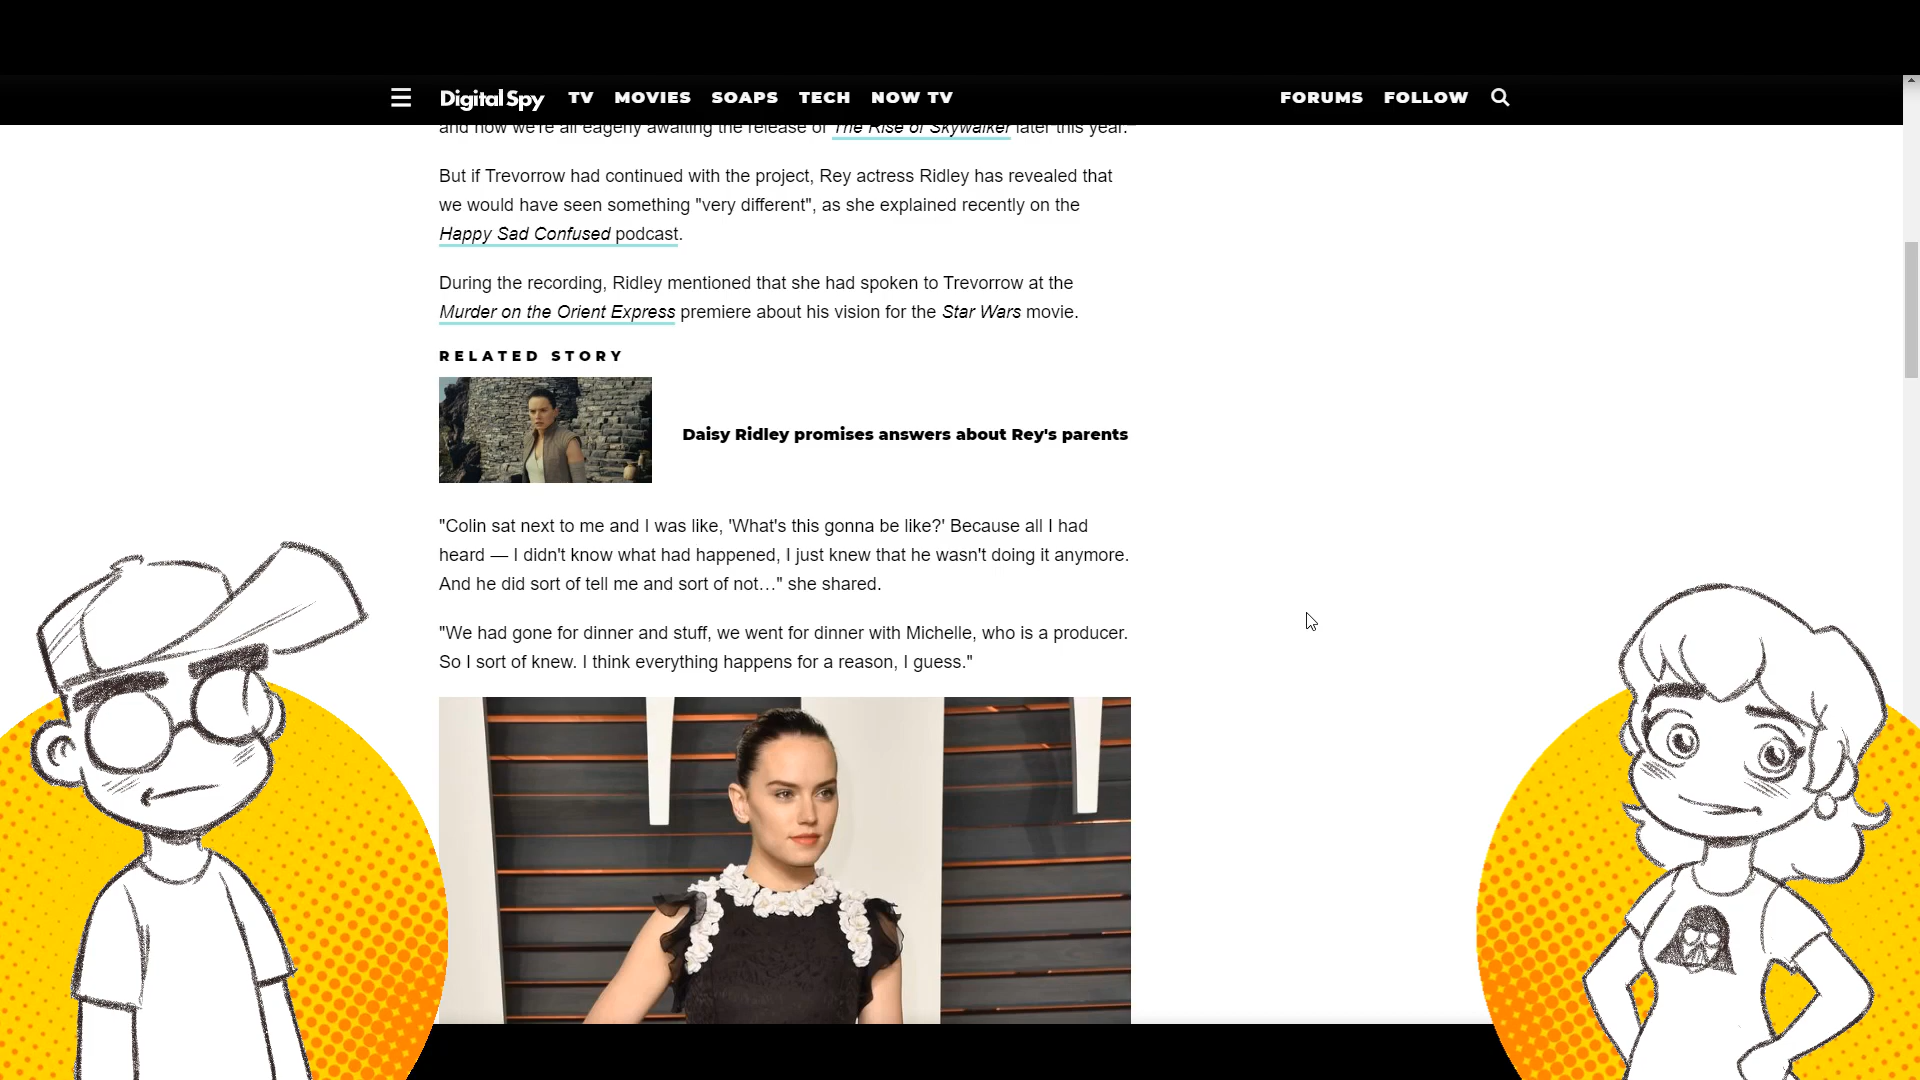 Digital Spy TV MOVIES SOAPS TECH NOW TV FORUMS FOLLOW
and now we're all eagerly awaiting the release of The Rise of Skywalker later this year."
But if Trevorrow had continued with the project, Rey actress Ridley has revealed that
we would have seen something "very different", as she explained recently on the
Happy Sad Confused podcast.
During the recording, Ridley mentioned that she had spoken to Trevorrow at the
Murder on the Orient Express premiere about his vision for the Star Wars movie.
RELATED STORY
Daisy Ridley promises answers about Rey's parents
"Colin sat next to me and I was like, 'What's this gonna be like?' Because all I had
heard — I didn't know what had happened, I just knew that he wasn't doing it anymore.
And he did sort of tell me and sort of not…" she shared.
"We had gone for dinner and stuff, we went for dinner with Michelle, who is a producer.
So I sort of knew. I think everything happens for a reason, I guess."